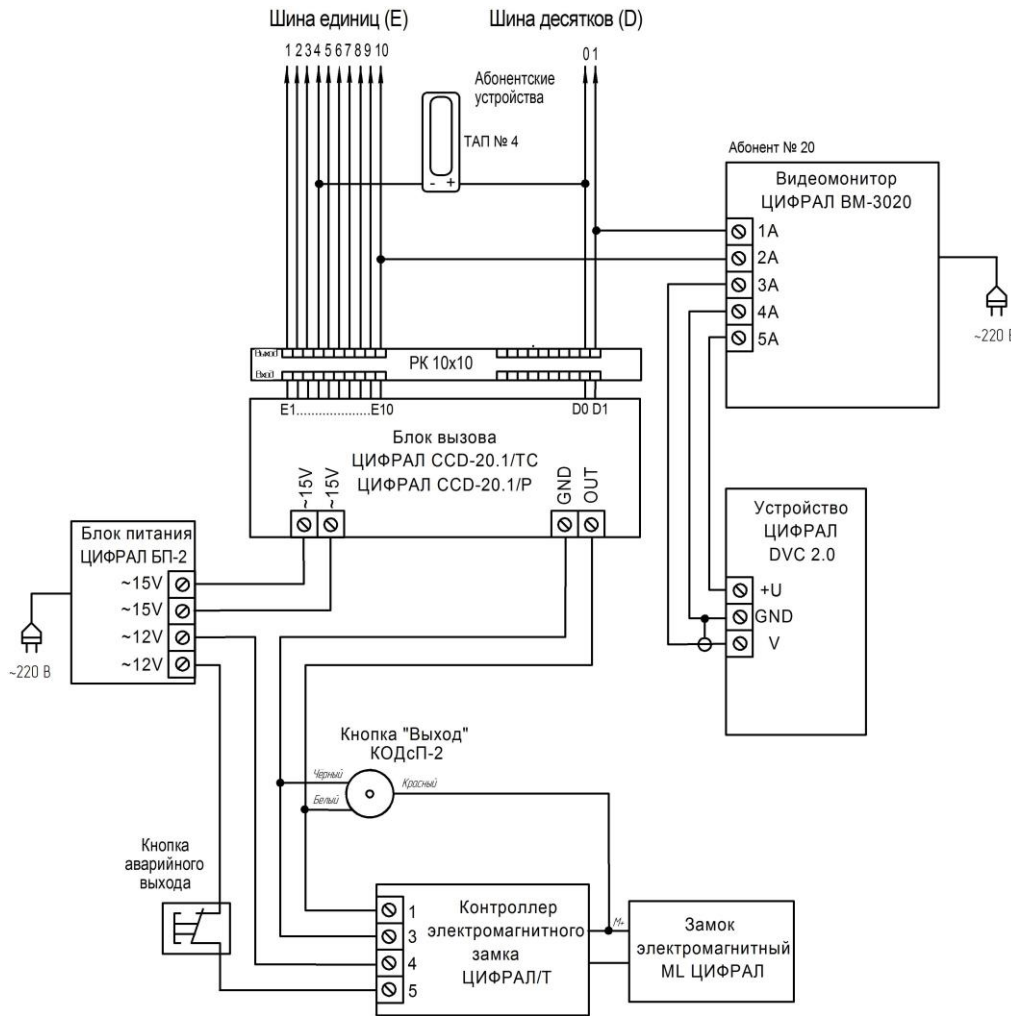 Шина единиц (E)
Шина десятков (D)
1 2 3 4 5 6 7 8 9 10
0 1
Абонентские
устройства
ТАП № 4
- +
Абонент № 20
Видеомонитор
ЦИФРАЛ ВМ-3020
1A
2A
3A
4A
5A
~220 В
Выход
Вход
РК 10x10
E1.....................E10
D0 D1
Блок вызова
ЦИФРАЛ CCD-20.1/TC
ЦИФРАЛ CCD-20.1/P
~15V
~15V
GND
OUT
Блок питания
ЦИФРАЛ БП-2
~15V
~15V
~12V
~12V
~220 В
Устройство
ЦИФРАЛ
DVC 2.0
+U
GND
V
Кнопка "Выход"
КОДсП-2
Чёрный
Белый
Красный
Кнопка
аварийного
выхода
1
3
4
5
Контроллер
электромагнитного
замка
ЦИФРАЛ/Т
М+
Замок
электромагнитный
ML ЦИФРАЛ